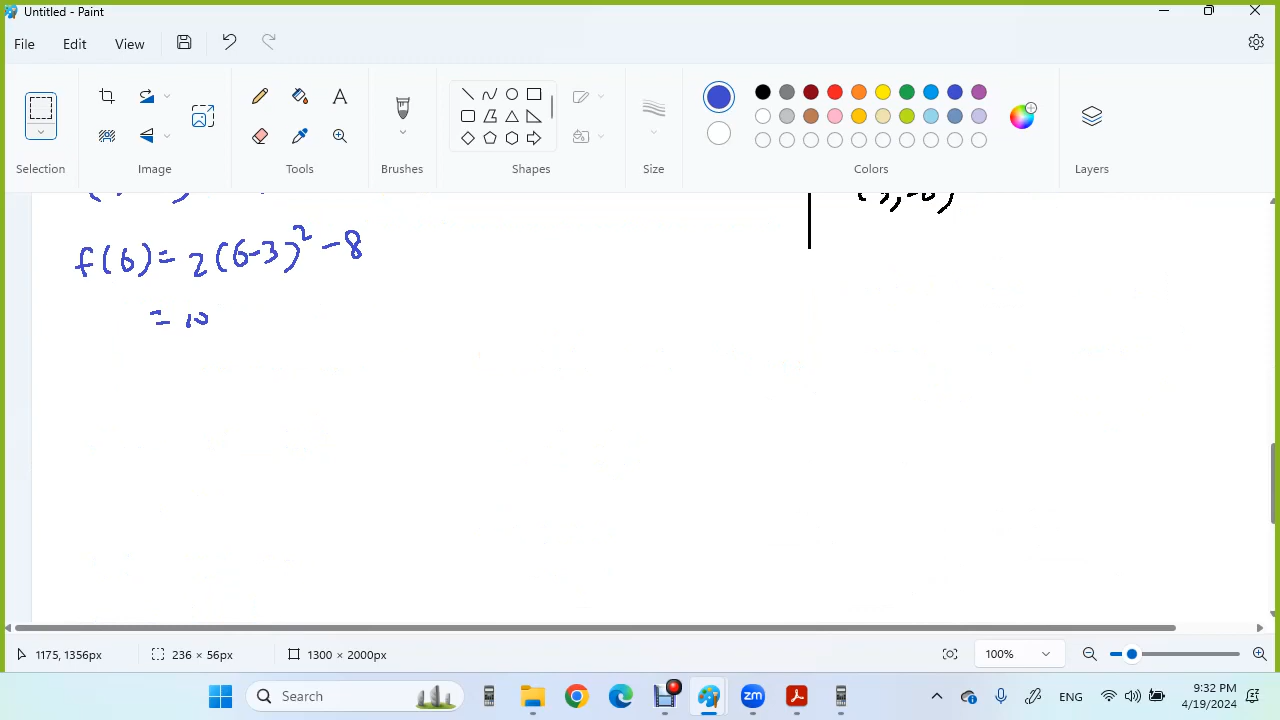 Untitled - Paint
File Edit View
Selection Image Tools Brushes Shapes Size Colors Layers
f(6) = 2(6-3)² - 8
= 10
1175, 1356px 236 × 56px 1300 × 2000px 100%
Search
ENG
9:32 PM
4/19/2024
zm